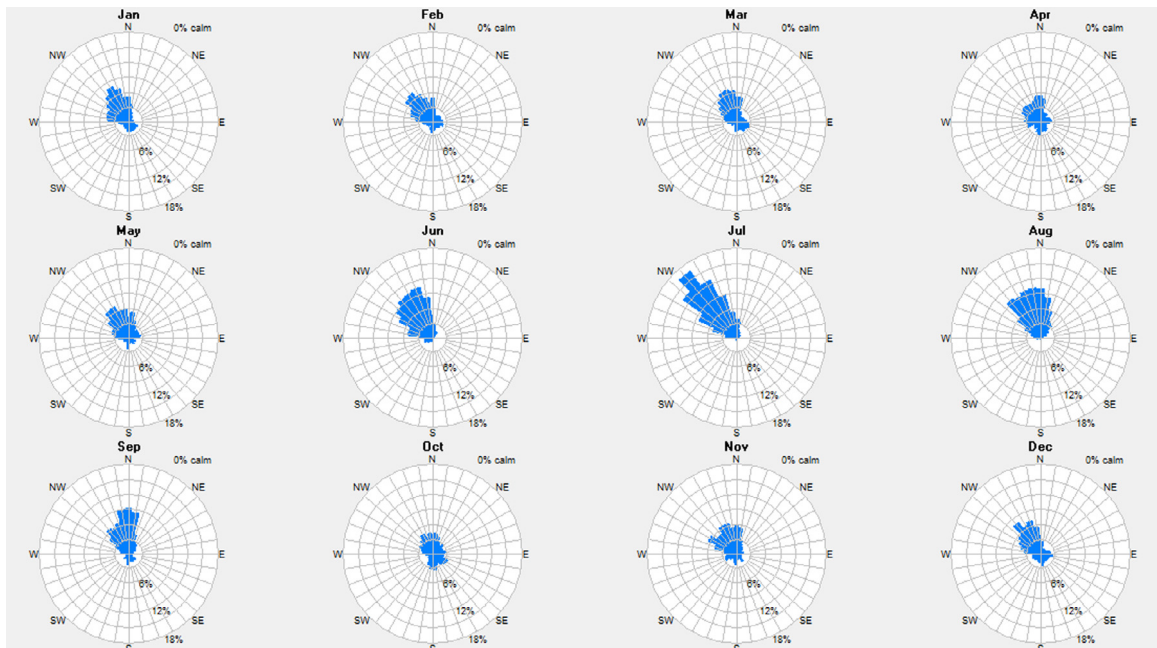 Jan Feb Mar Apr
N 0% calm N 0% calm N 0% calm N 0% calm
NW NE NW NE NW NE NW NE
W E W E W E W E
6% 6% 6% 6%
12% 12% 12% 12%
SW SE SW SE SW SE SW SE
18% 18% 18% 18%
S S S S
May Jun Jul Aug
N 0% calm N 0% calm N 0% calm N 0% calm
NW NE NW NE NW NE NW NE
W E W E W E W E
6% 6% 6% 6%
12% 12% 12% 12%
SW SE SW SE SW SE SW SE
18% 18% 18% 18%
S S S S
Sep Oct Nov Dec
N 0% calm N 0% calm N 0% calm N 0% calm
NW NE NW NE NW NE NW NE
W E W E W E W E
6% 6% 6% 6%
12% 12% 12% 12%
SW SE SW SE SW SE SW SE
18% 18% 18% 18%